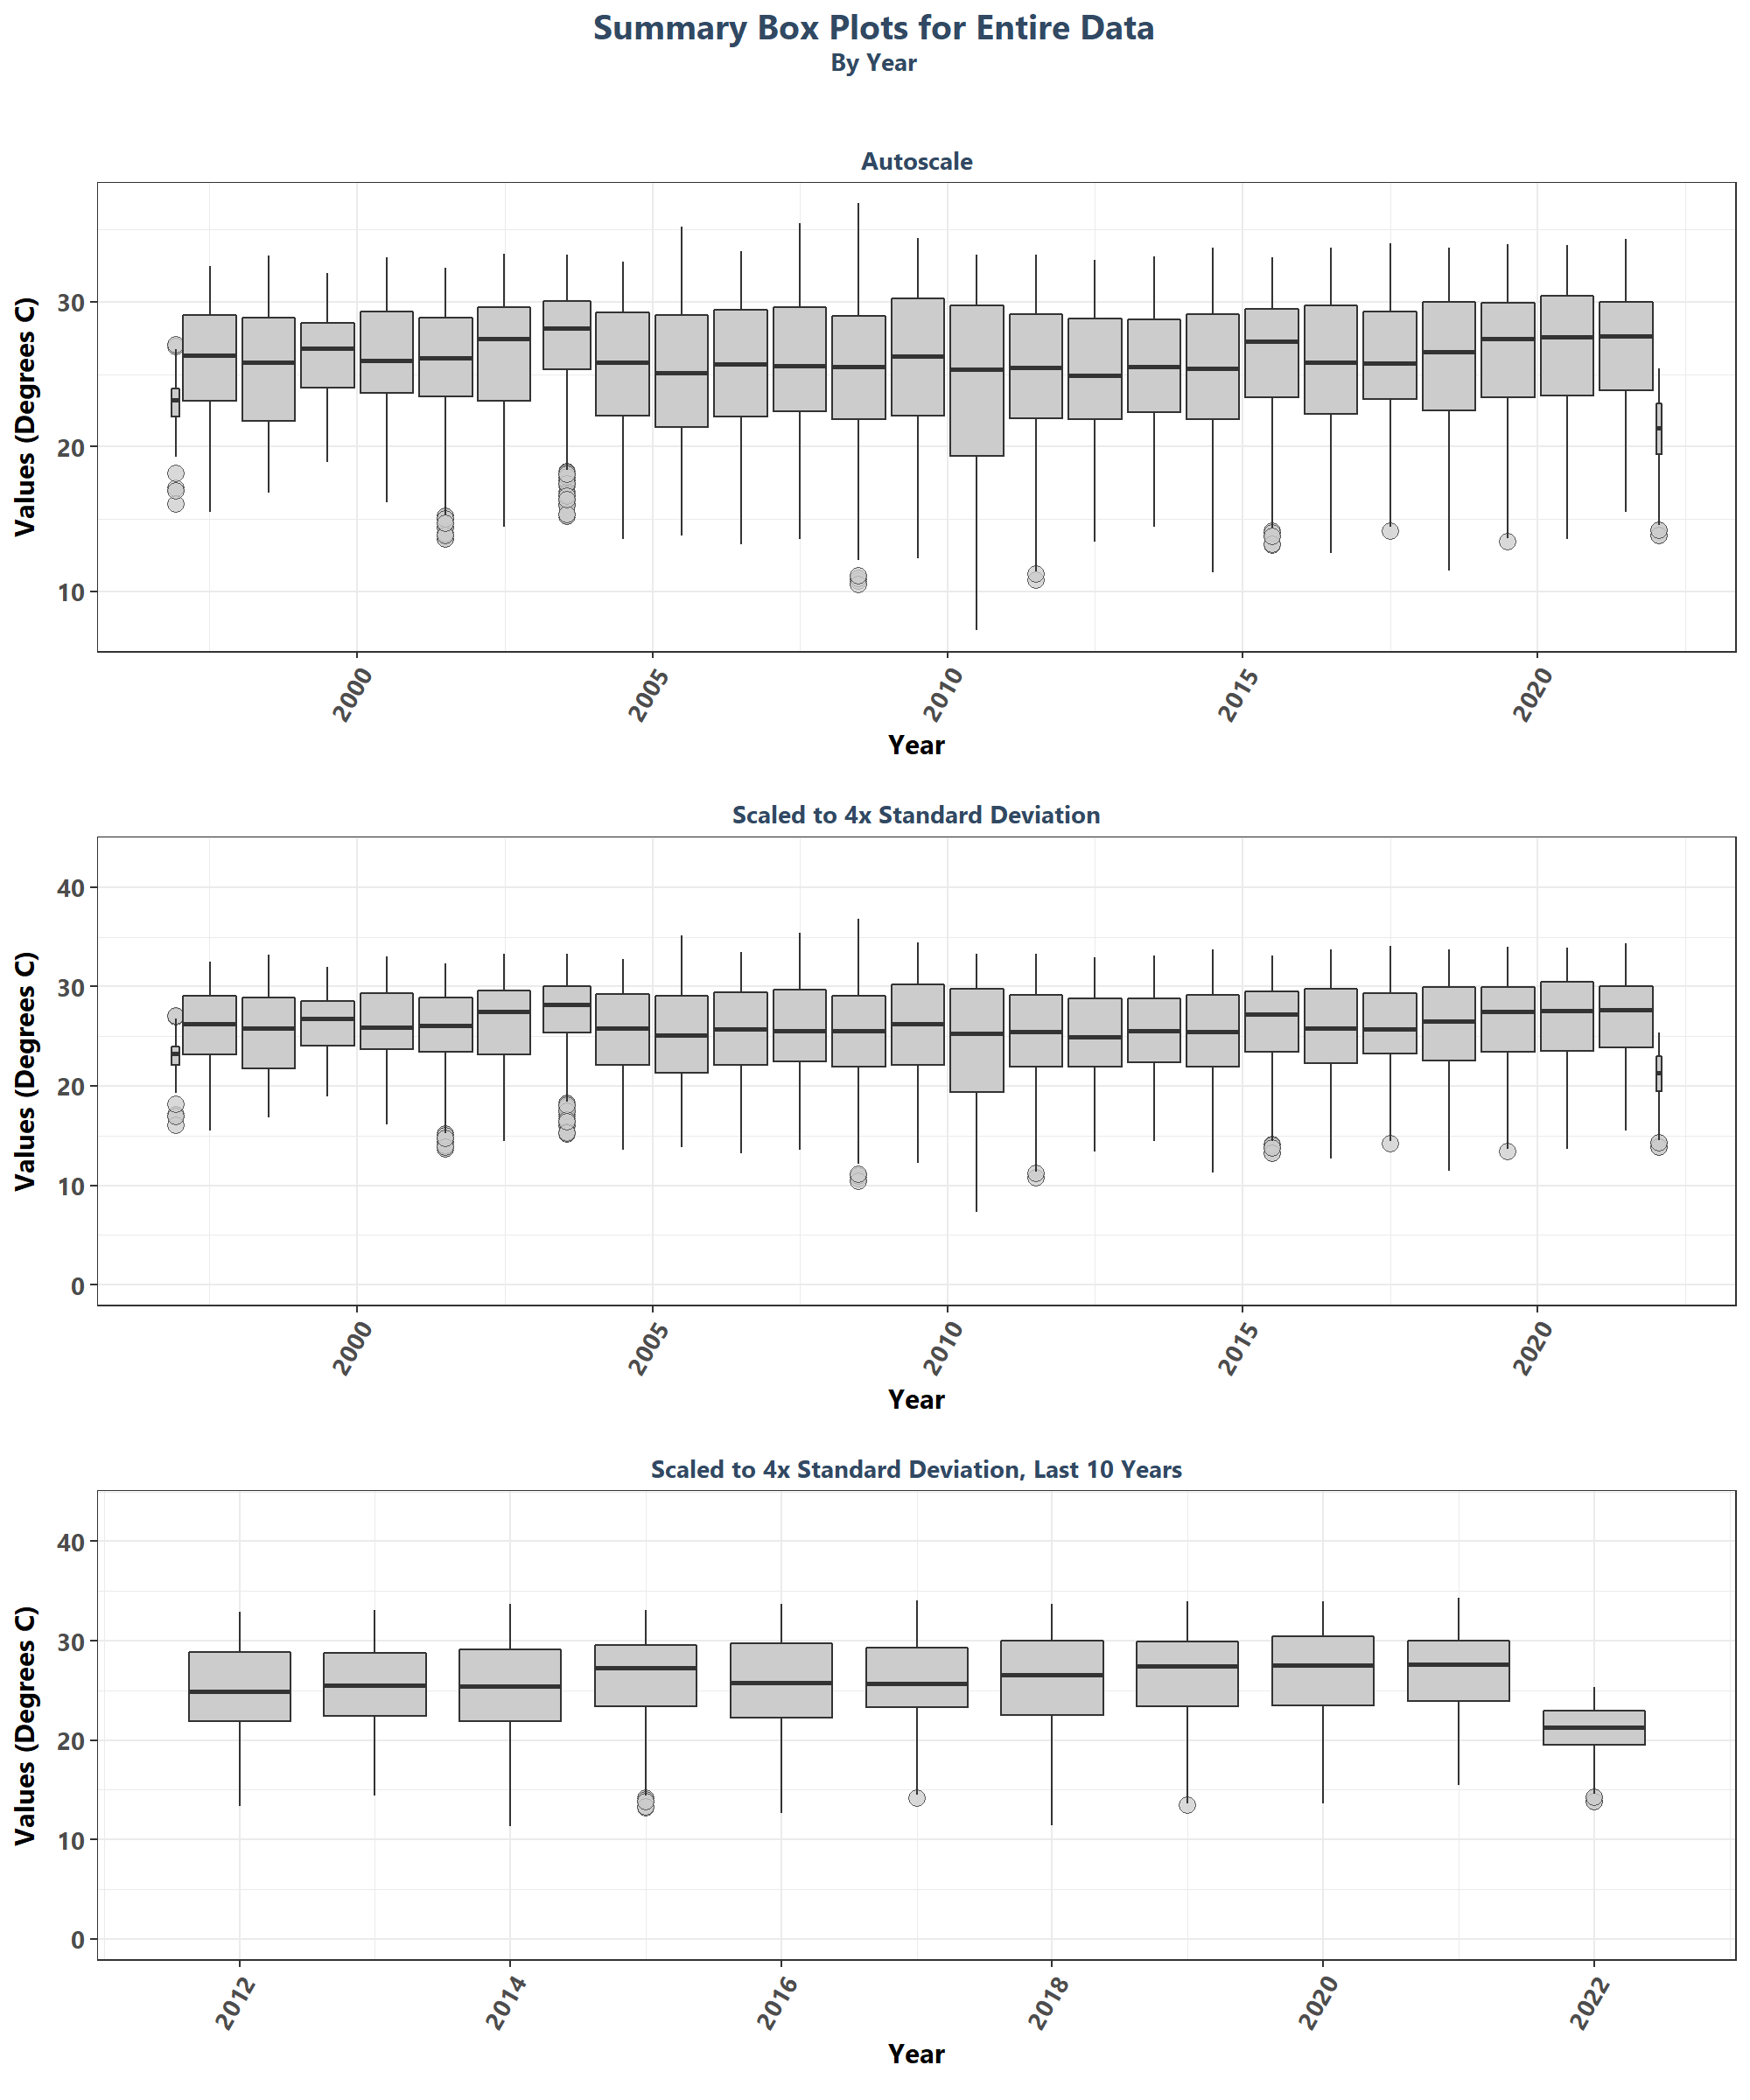 Summary Box Plots for Entire Data
By Year
Autoscale
Values (Degrees C)
30
20
10
2000
2005
2010
2015
2020
Year
Scaled to 4x Standard Deviation
Values (Degrees C)
40
30
20
10
0
2000
2005
2010
2015
2020
Year
Scaled to 4x Standard Deviation, Last 10 Years
Values (Degrees C)
40
30
20
10
0
2012
2014
2016
2018
2020
2022
Year